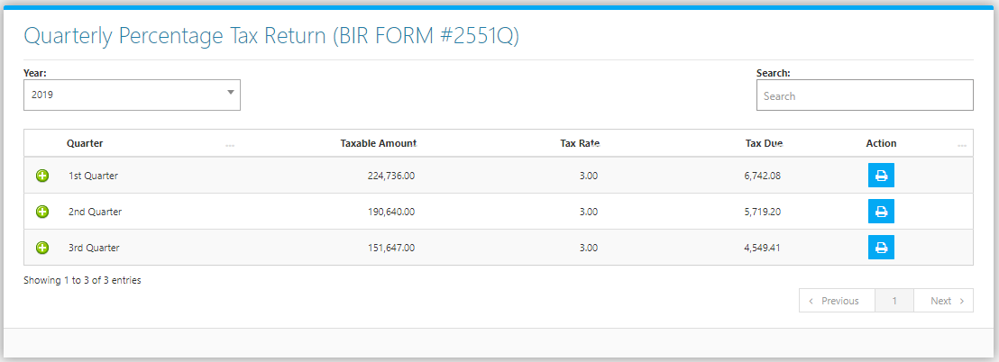 Quarterly Percentage Tax Return (BIR FORM #2551Q)
Year: Search:
2019 Search
Quarter ... Taxable Amount Tax Rate Tax Due Action ...
1st Quarter 224,736.00 3.00 6,742.08
2nd Quarter 190,640.00 3.00 5,719.20
3rd Quarter 151,647.00 3.00 4,549.41
Showing 1 to 3 of 3 entries
‹ Previous 1 Next ›